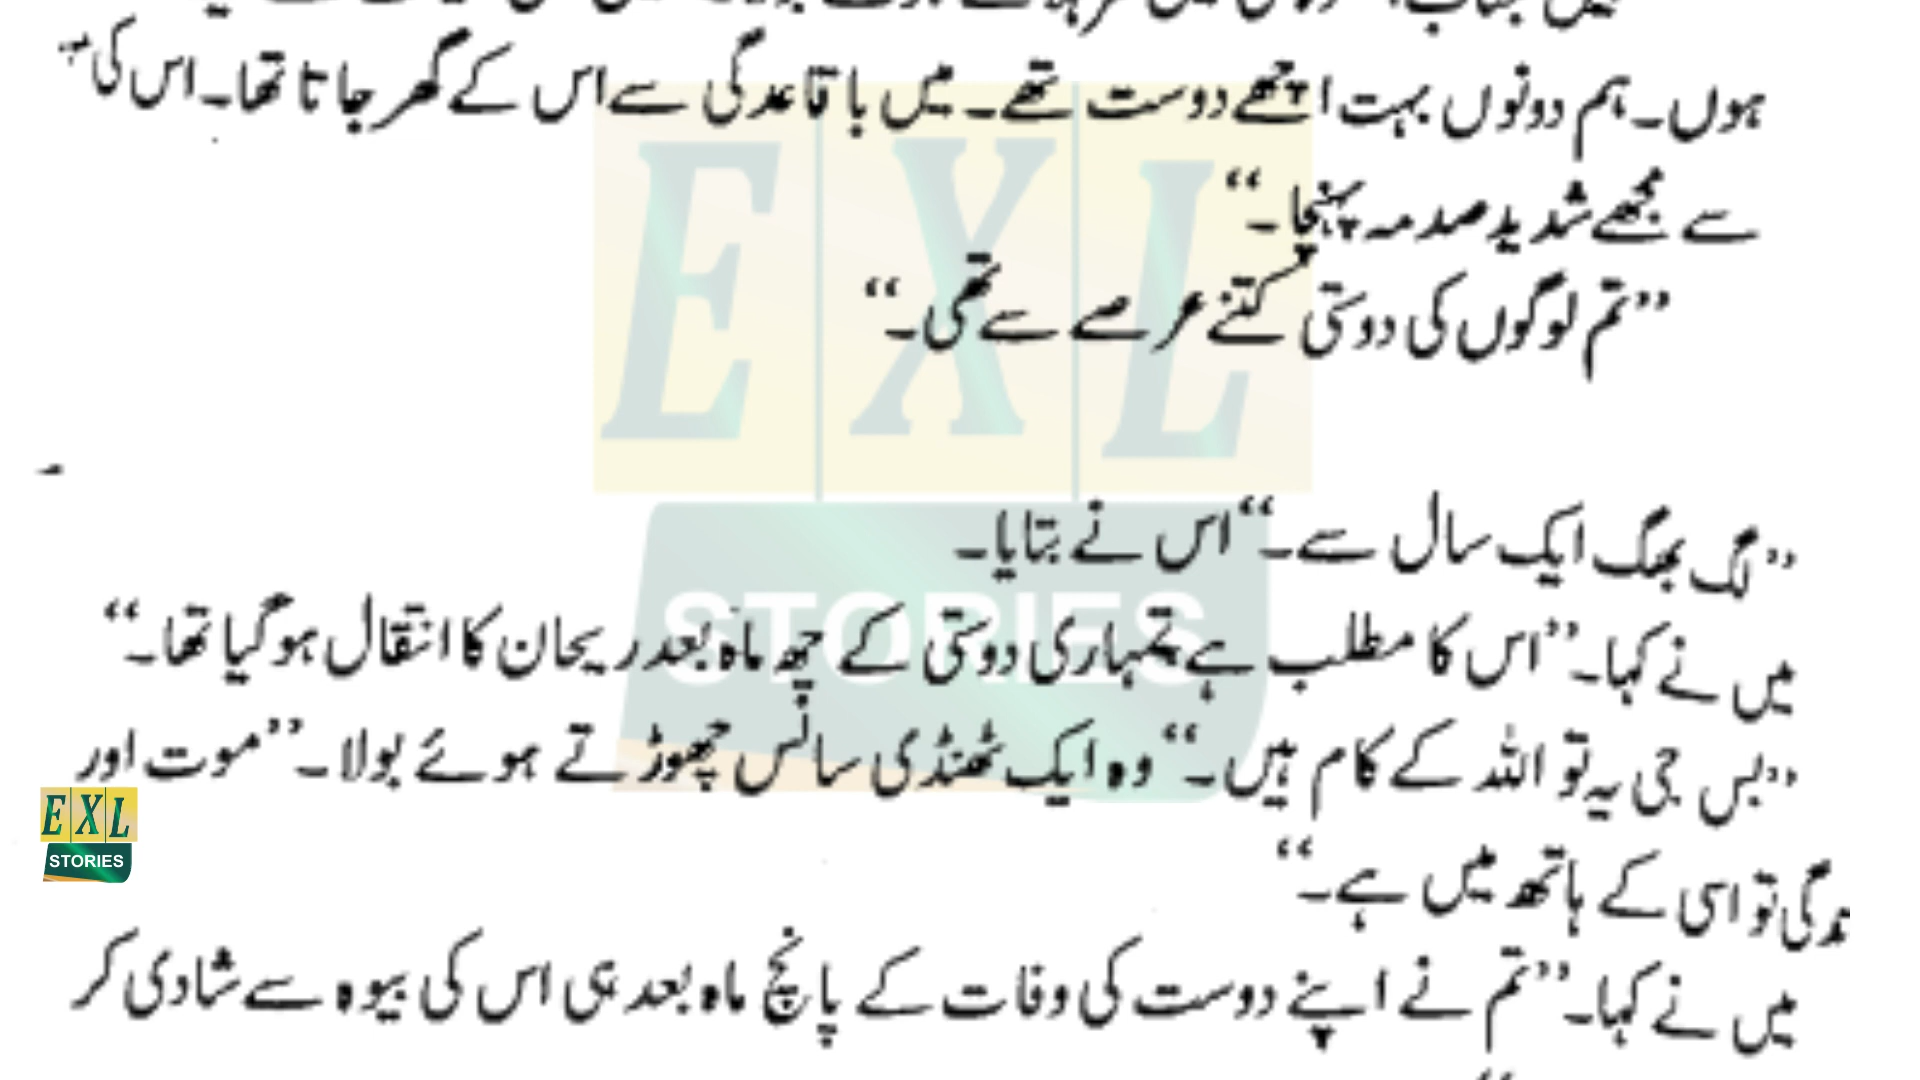 ہوں۔ ہم دونوں بہت اچھے دوست تھے۔ میں باقاعدگی سے اس کے گھر جاتا تھا۔ اس کی
سے مجھے شدید صدمہ پہنچا۔“
”تم لوگوں کی دوستی کتنے عرصے سے تھی۔“
”لگ بھگ ایک سال سے۔“ اس نے بتایا۔
میں نے کہا۔ ”اس کا مطلب ہے تمہاری دوستی کے چھ ماہ بعد ریحان کا انتقال ہو گیا تھا۔“
”بس جی یہ تو اللہ کے کام ہیں۔“ وہ ایک ٹھنڈی سانس چھوڑتے ہوئے بولا۔ ”موت اور
تو اسی کے ہاتھ میں ہے۔“
میں نے کہا۔ ”تم نے اپنے دوست کی وفات کے پانچ ماہ بعد ہی اس کی بیوہ سے شادی کر
EXL
STORIES
EXL
STORIES